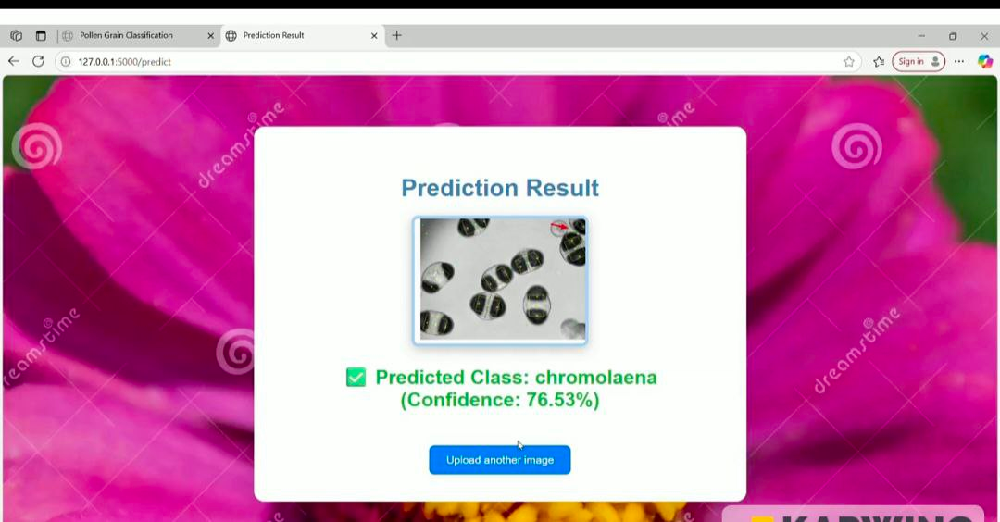 Pollen Grain Classification
Prediction Result
127.0.0.1:5000/predict
Sign in
dreamstime
dreamstime
Prediction Result
Predicted Class: chromolaena
(Confidence: 76.53%)
dreamstime
Upload another image
KAPWING